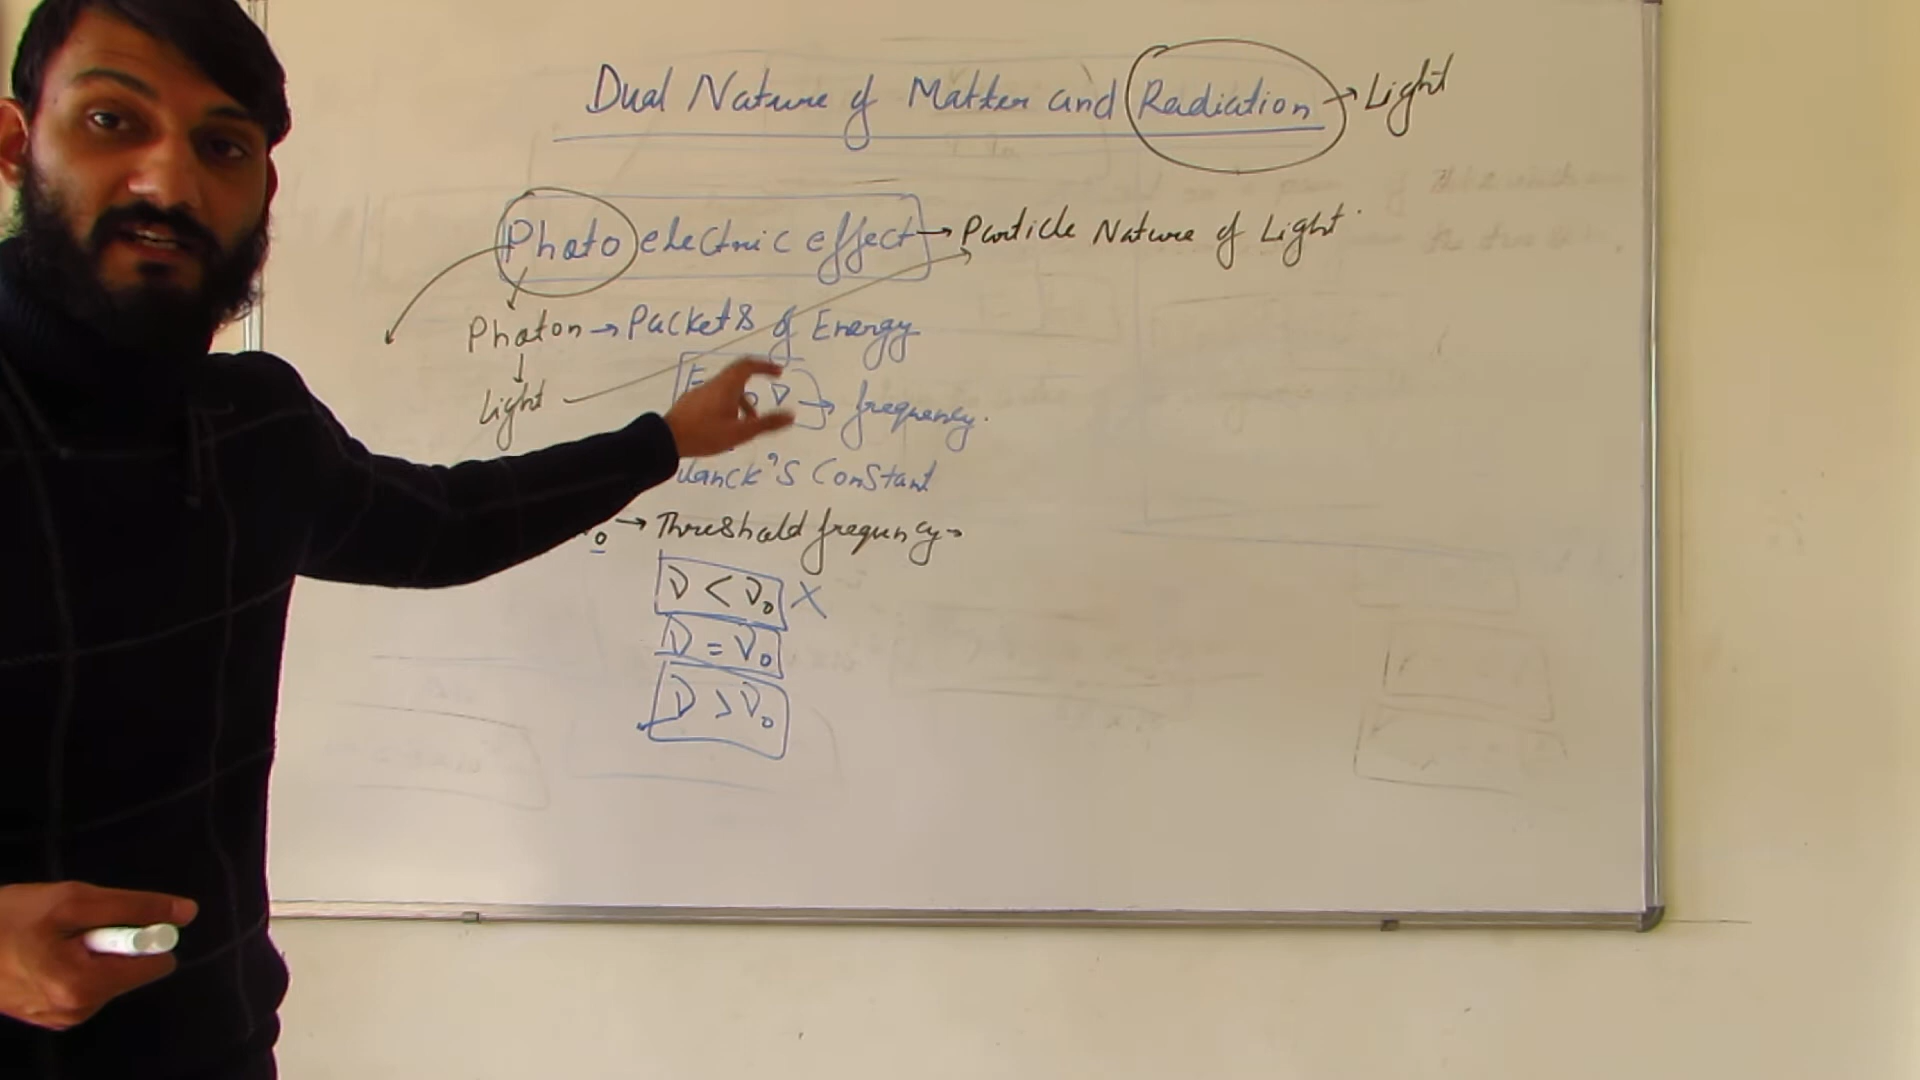 Dual Nature of Matter and Radiation → Light
Photoelectric effect → Particle Nature of Light.
Photon → Packets of Energy
Light
E ν → frequency.
Planck's Constant
ν₀ → Threshold frequency →
ν < ν₀ X
ν = ν₀
ν > ν₀